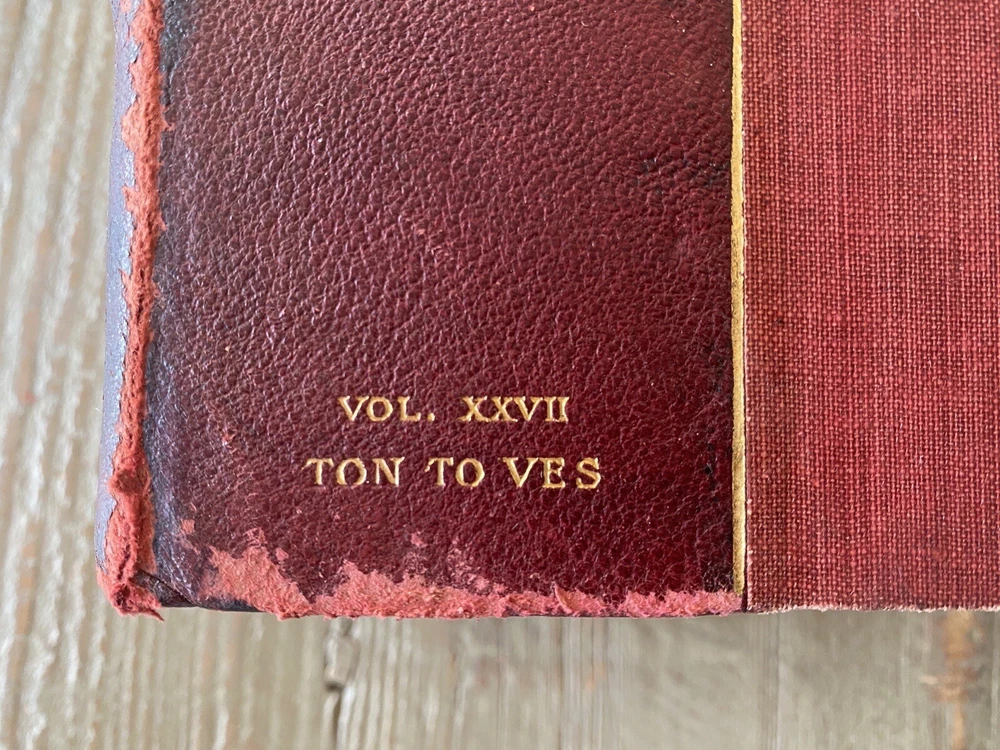 VOL. XXVII
TON TO VES